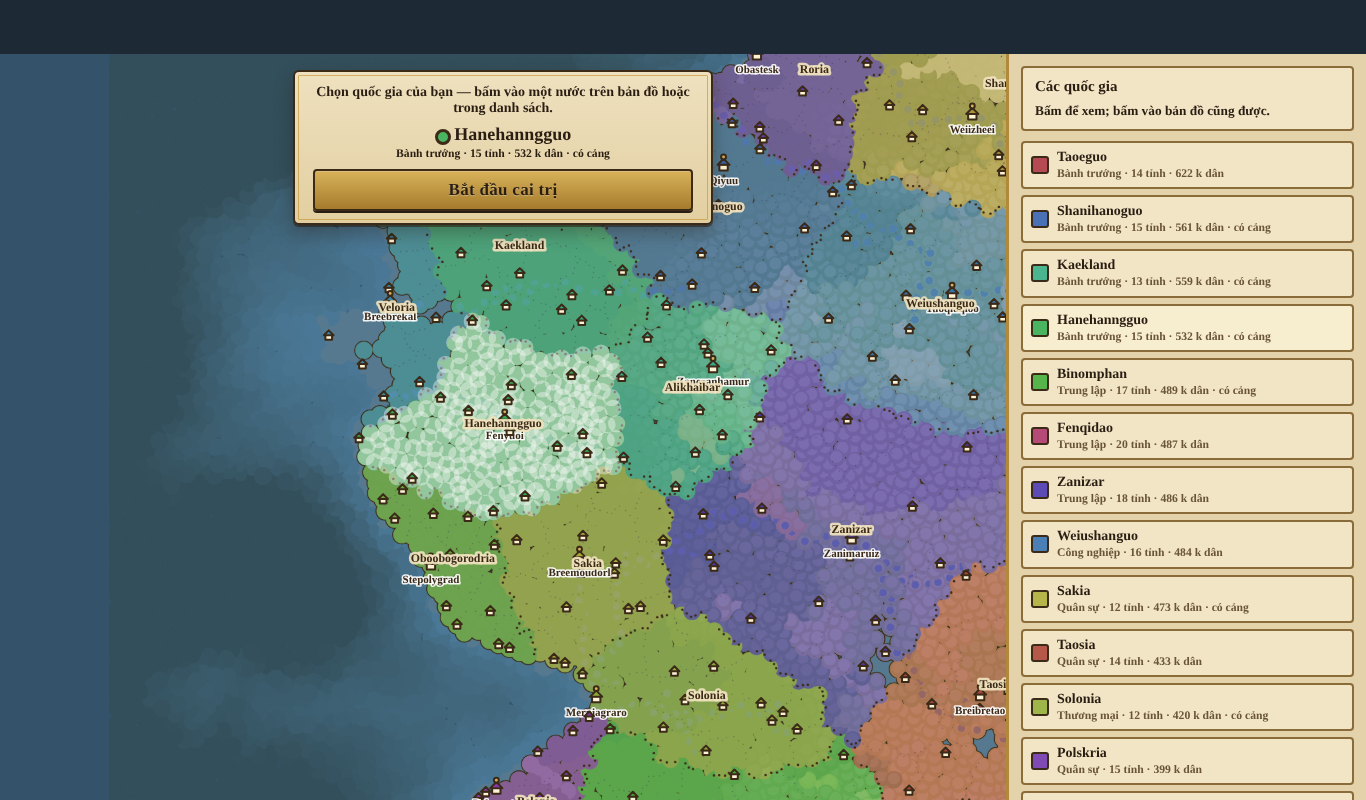 Chọn quốc gia của bạn — bấm vào một nước trên bản đồ hoặc
trong danh sách.
Hanehanngguo
Bành trướng · 15 tỉnh · 532 k dân · có cảng
Bắt đầu cai trị
Obastesk
Roria
Weiizheei
Kaekland
Veloria
Breebrekal
Weiushanguo
Alikhaibar
Hanehanngguo
Zanizar
Zanimaruiz
Oboobogorodria
Stepolygrad
Sakia
Breemoudorf
Solonia
Breibretao
Các quốc gia
Bấm để xem; bấm vào bản đồ cũng được.
Taoeguo
Bành trướng · 14 tỉnh · 622 k dân
Shanihanoguo
Bành trướng · 15 tỉnh · 561 k dân · có cảng
Kaekland
Bành trướng · 13 tỉnh · 559 k dân · có cảng
Hanehanngguo
Bành trướng · 15 tỉnh · 532 k dân · có cảng
Binomphan
Trung lập · 17 tỉnh · 489 k dân · có cảng
Fenqidao
Trung lập · 20 tỉnh · 487 k dân
Zanizar
Trung lập · 18 tỉnh · 486 k dân
Weiushanguo
Công nghiệp · 16 tỉnh · 484 k dân
Sakia
Quân sự · 12 tỉnh · 473 k dân · có cảng
Taosia
Quân sự · 14 tỉnh · 433 k dân
Solonia
Thương mại · 12 tỉnh · 420 k dân · có cảng
Polskria
Quân sự · 15 tỉnh · 399 k dân